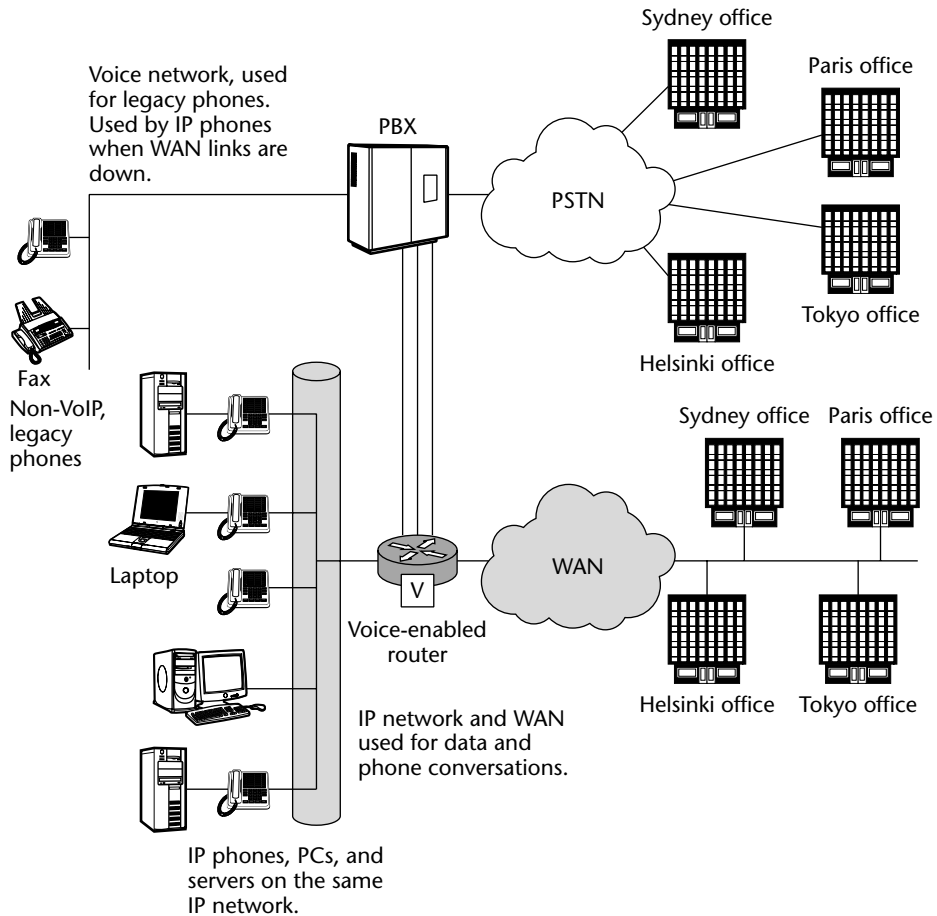 Sydney office
Paris office
Voice network, used
for legacy phones.
Used by IP phones
when WAN links are
down.
PBX
PSTN
Tokyo office
Helsinki office
Fax
Non-VoIP,
legacy
phones
Sydney office
Paris office
Laptop
WAN
V
Voice-enabled
router
Helsinki office
Tokyo office
IP network and WAN
used for data and
phone conversations.
IP phones, PCs, and
servers on the same
IP network.